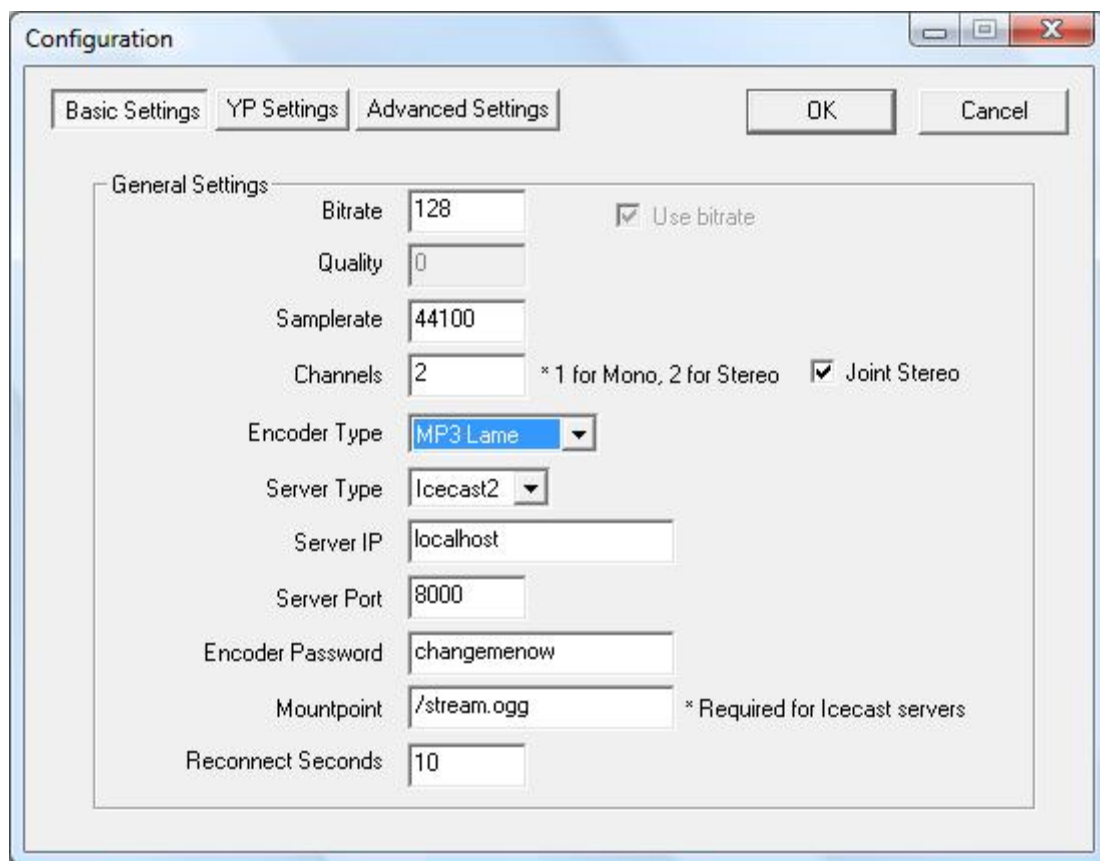 Configuration
Basic Settings YP Settings Advanced Settings OK Cancel
General Settings
Bitrate 128 Use bitrate
Quality 0
Samplerate 44100
Channels 2 * 1 for Mono, 2 for Stereo Joint Stereo
Encoder Type MP3 Lame
Server Type Icecast2
Server IP localhost
Server Port 8000
Encoder Password changemenow
Mountpoint /stream.ogg * Required for Icecast servers
Reconnect Seconds 10